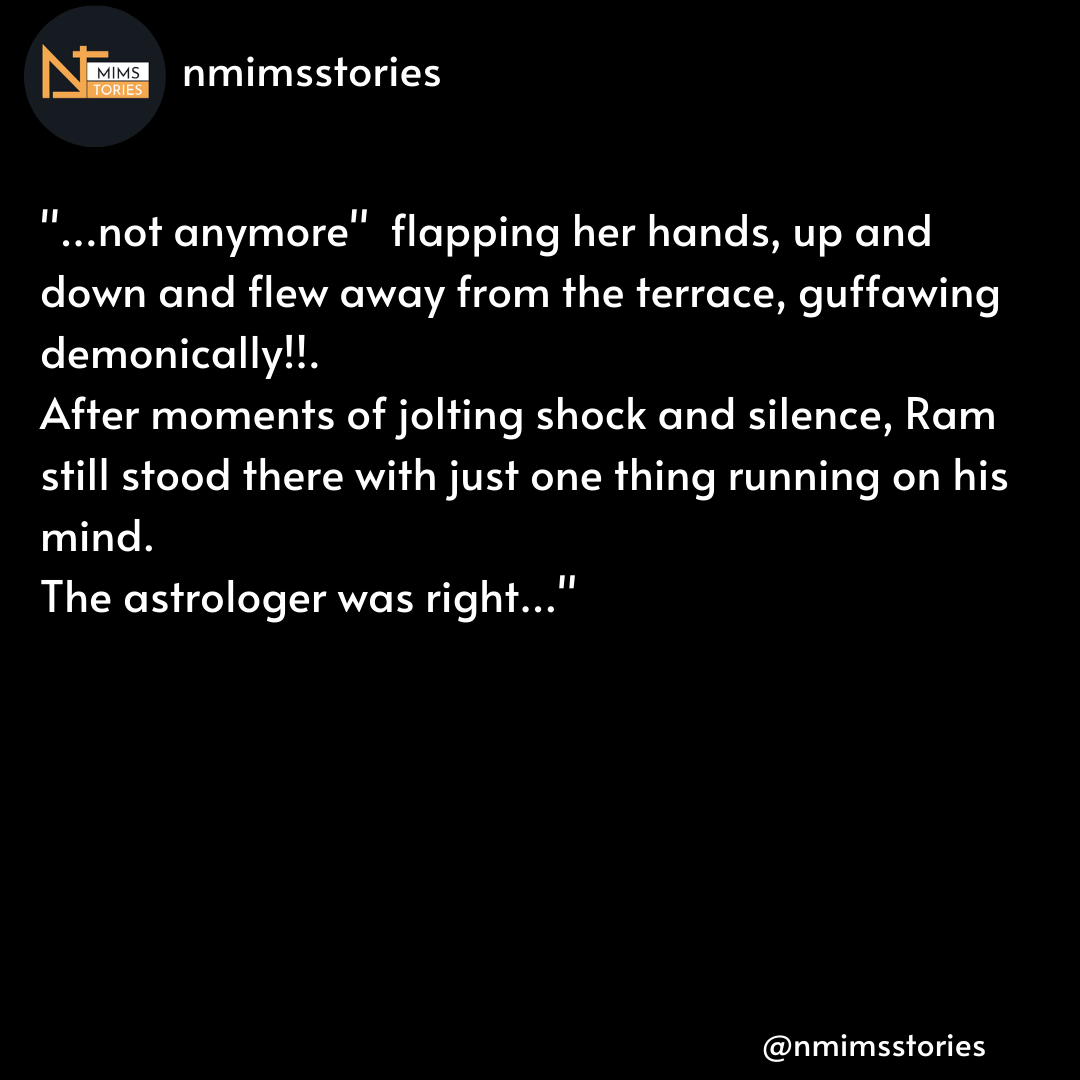 MIMS
TORIES
nmimsstories
"...not anymore"  flapping her hands, up and
down and flew away from the terrace, guffawing
demonically!!.
After moments of jolting shock and silence, Ram
still stood there with just one thing running on his
mind.
The astrologer was right..."
@nmimsstories